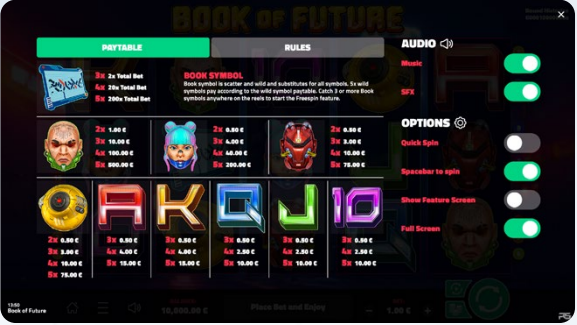 BOOK OF FUTURE
PAYTABLE
RULES
3x 2x Total Bet
4x 20x Total Bet
5x 200x Total Bet
BOOK SYMBOL
Book symbol is scatter and wild and substitutes for all symbols. 5x wild
symbols pay according to the wild symbol paytable. Catch 3 or more Book
symbols anywhere on the reels to start the Freespin feature.
2x 1.00 €
3x 10.00 €
4x 100.00 €
5x 500.00 €
2x 0.50 €
3x 4.00 €
4x 40.00 €
5x 200.00 €
2x 0.50 €
3x 3.00 €
4x 10.00 €
5x 75.00 €
A
K
Q
J
10
2x 0.50 €
3x 3.00 €
4x 10.00 €
5x 75.00 €
3x 0.50 €
4x 4.00 €
5x 15.00 €
3x 0.50 €
4x 4.00 €
5x 15.00 €
3x 0.50 €
4x 2.50 €
5x 10.00 €
3x 0.50 €
4x 2.50 €
5x 10.00 €
3x 0.50 €
4x 2.50 €
5x 10.00 €
AUDIO
Music
SFX
OPTIONS
Quick Spin
Spacebar to spin
Show Feature Screen
Full Screen
13:50
Book of Future
10,000.00 €
Place Bet and Enjoy